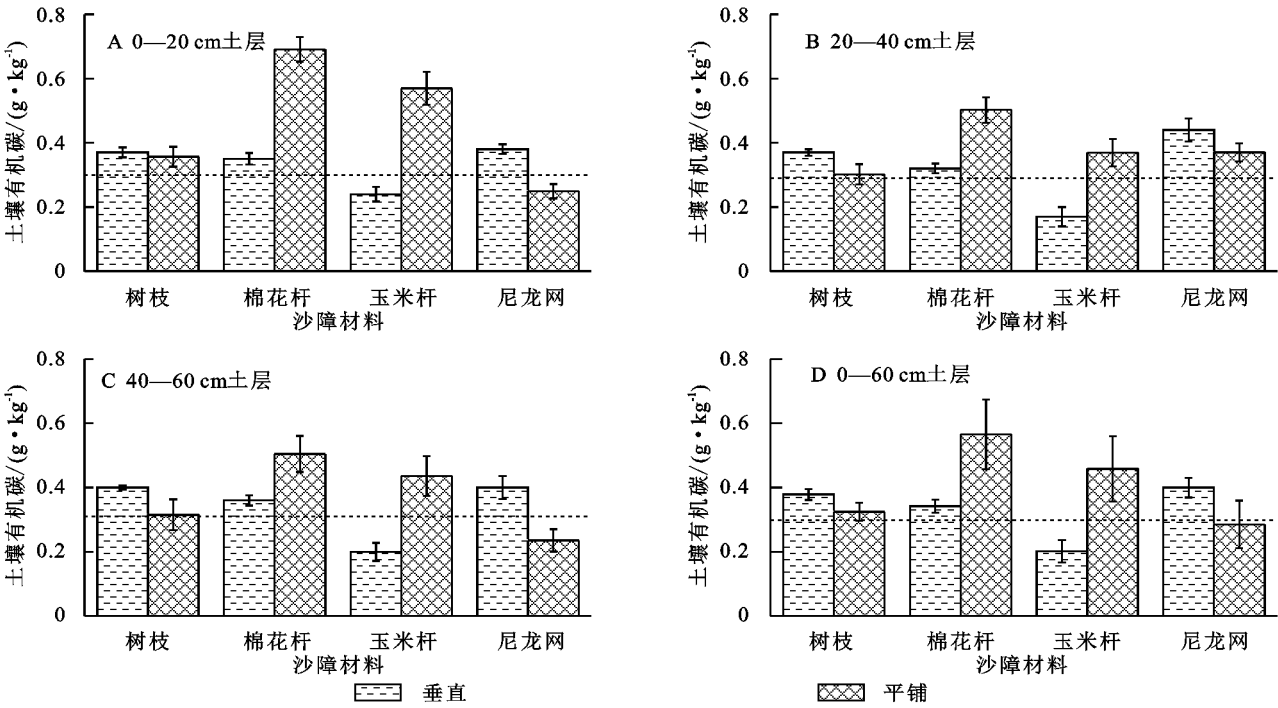 A 0—20 cm土层
土壤有机碳/(g·kg⁻¹)
0.8
0.6
0.4
0.2
0
树枝 棉花杆 玉米杆 尼龙网
沙障材料
B 20—40 cm土层
土壤有机碳/(g·kg⁻¹)
0.8
0.6
0.4
0.2
0
树枝 棉花杆 玉米杆 尼龙网
沙障材料
C 40—60 cm土层
土壤有机碳/(g·kg⁻¹)
0.8
0.6
0.4
0.2
0
树枝 棉花杆 玉米杆 尼龙网
沙障材料
D 0—60 cm土层
土壤有机碳/(g·kg⁻¹)
0.8
0.6
0.4
0.2
0
树枝 棉花杆 玉米杆 尼龙网
沙障材料
垂直 平铺